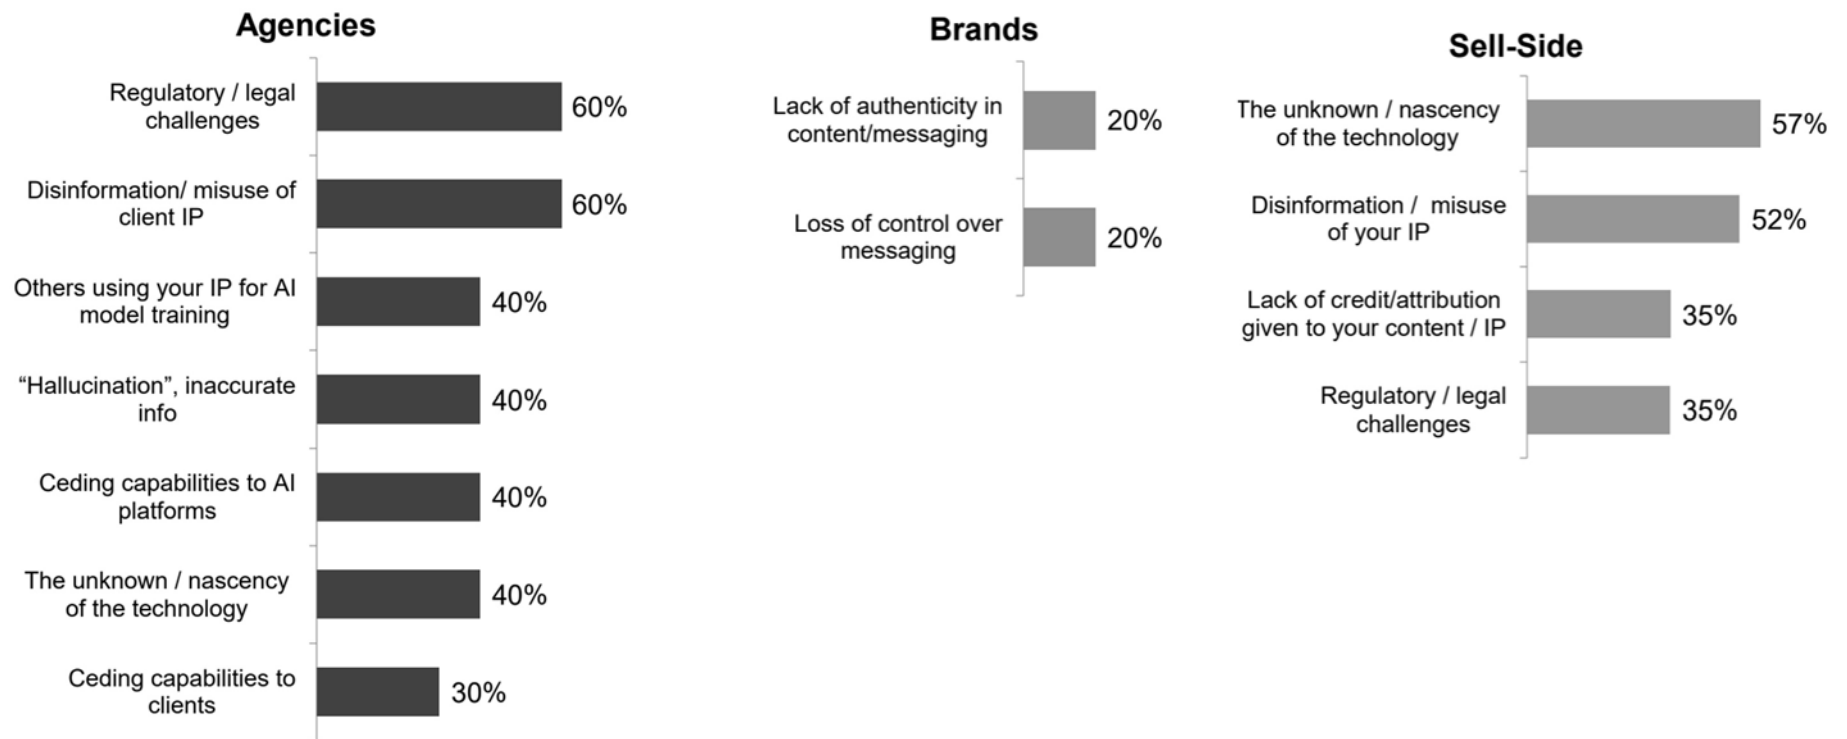 Agencies
Regulatory / legal
challenges
60%
Disinformation/ misuse of
client IP
60%
Others using your IP for AI
model training
40%
“Hallucination”, inaccurate
info
40%
Ceding capabilities to AI
platforms
40%
The unknown / nascency
of the technology
40%
Ceding capabilities to
clients
30%
Brands
Lack of authenticity in
content/messaging
20%
Loss of control over
messaging
20%
Sell-Side
The unknown / nascency
of the technology
57%
Disinformation /  misuse
of your IP
52%
Lack of credit/attribution
given to your content / IP
35%
Regulatory / legal
challenges
35%